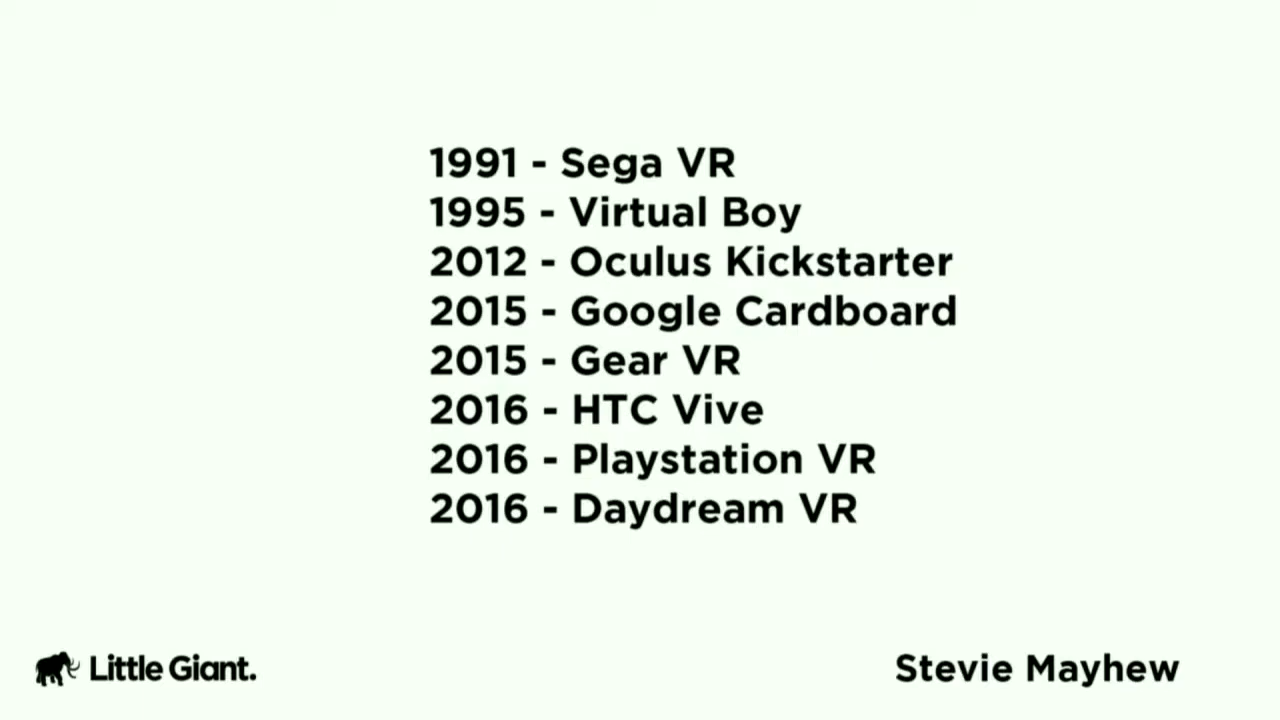 1991 - Sega VR
1995 - Virtual Boy
2012 - Oculus Kickstarter
2015 - Google Cardboard
2015 - Gear VR
2016 - HTC Vive
2016 - Playstation VR
2016 - Daydream VR
Little Giant.
Stevie Mayhew